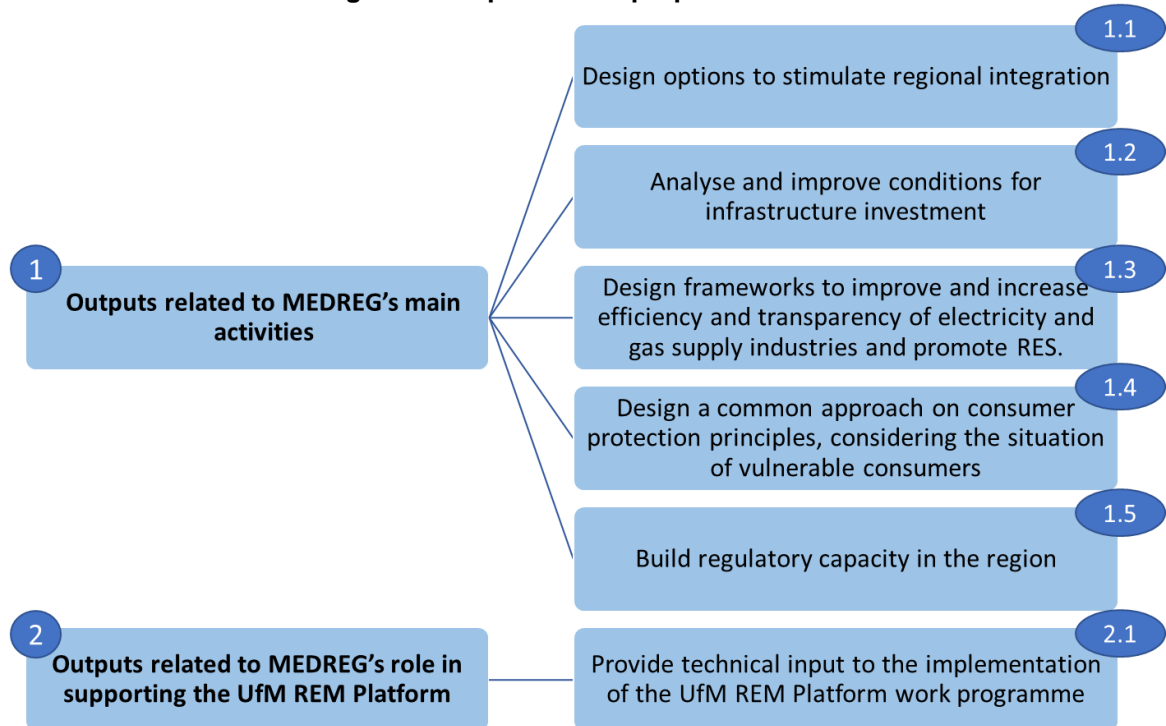 1.1
Design options to stimulate regional integration
1.2
Analyse and improve conditions for
infrastructure investment
1
Outputs related to MEDREG’s main
activities
1.3
Design frameworks to improve and increase
efficiency and transparency of electricity and
gas supply industries and promote RES.
1.4
Design a common approach on consumer
protection principles, considering the situation
of vulnerable consumers
1.5
Build regulatory capacity in the region
2
Outputs related to MEDREG’s role in
supporting the UfM REM Platform
2.1
Provide technical input to the implementation
of the UfM REM Platform work programme